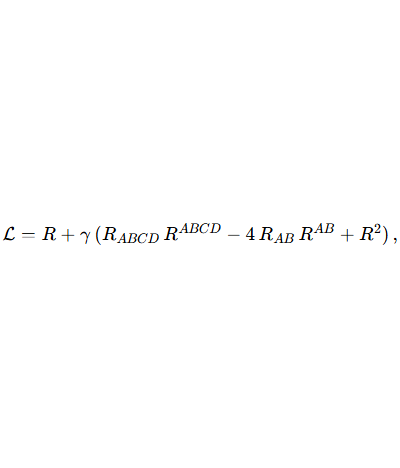 ℒ = R + γ (R_{ABCD} R^{ABCD} − 4 R_{AB} R^{AB} + R²) ,